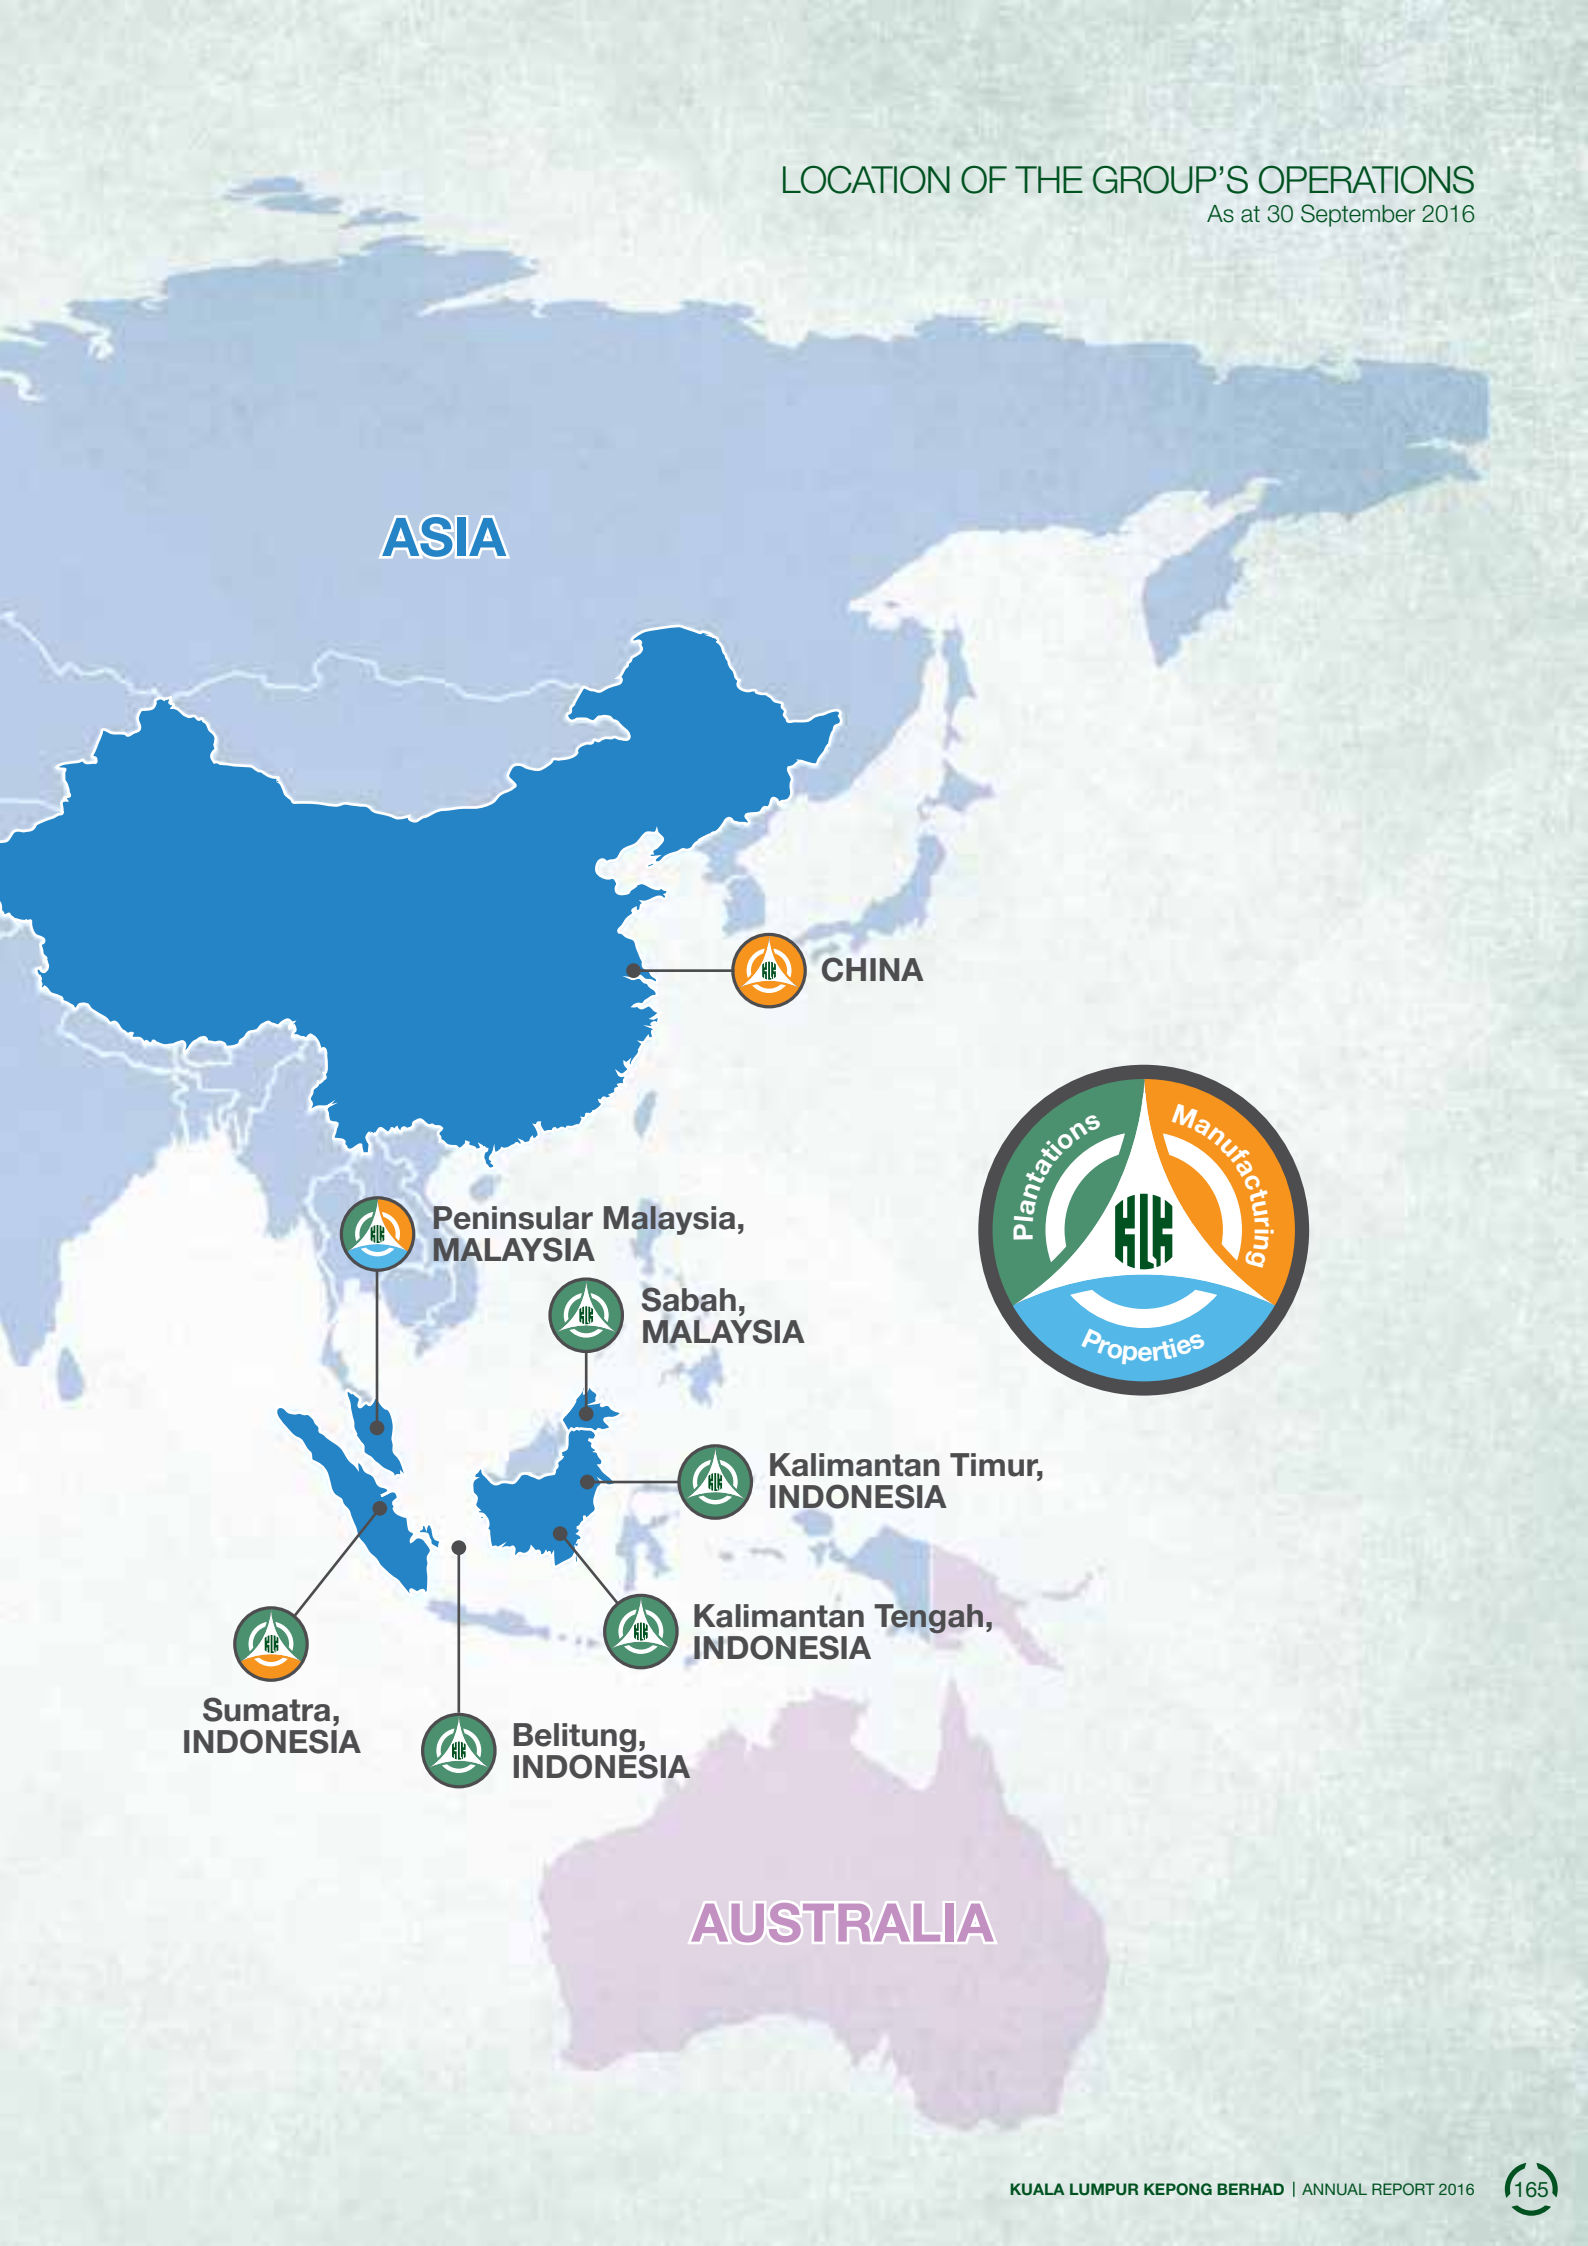 LOCATION OF THE GROUP'S OPERATIONS
As at 30 September 2016
ASIA
CHINA
Plantations
Manufacturing
KLK
Properties
Peninsular Malaysia,
MALAYSIA
Sabah,
MALAYSIA
Kalimantan Timur,
INDONESIA
Kalimantan Tengah,
INDONESIA
Sumatra,
INDONESIA
Belitung,
INDONESIA
AUSTRALIA
KUALA LUMPUR KEPONG BERHAD | ANNUAL REPORT 2016 165